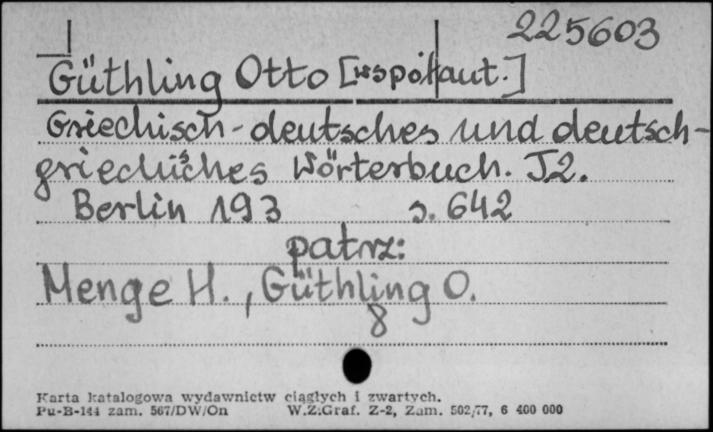 225603
Güthling Otto [współaut.]
Griechisch-deutsches und deutsch-
griechisches Wörterbuch. T2.
Berlin 193 s. 642
patrz:
Menge H., Güthling O.
8
Karta katalogowa wydawnictw ciągłych i zwartych.
Pu-B-144 zam. 567/DW/On W.Z.Graf. Z-2, Zam. 502/77, 6 400 000